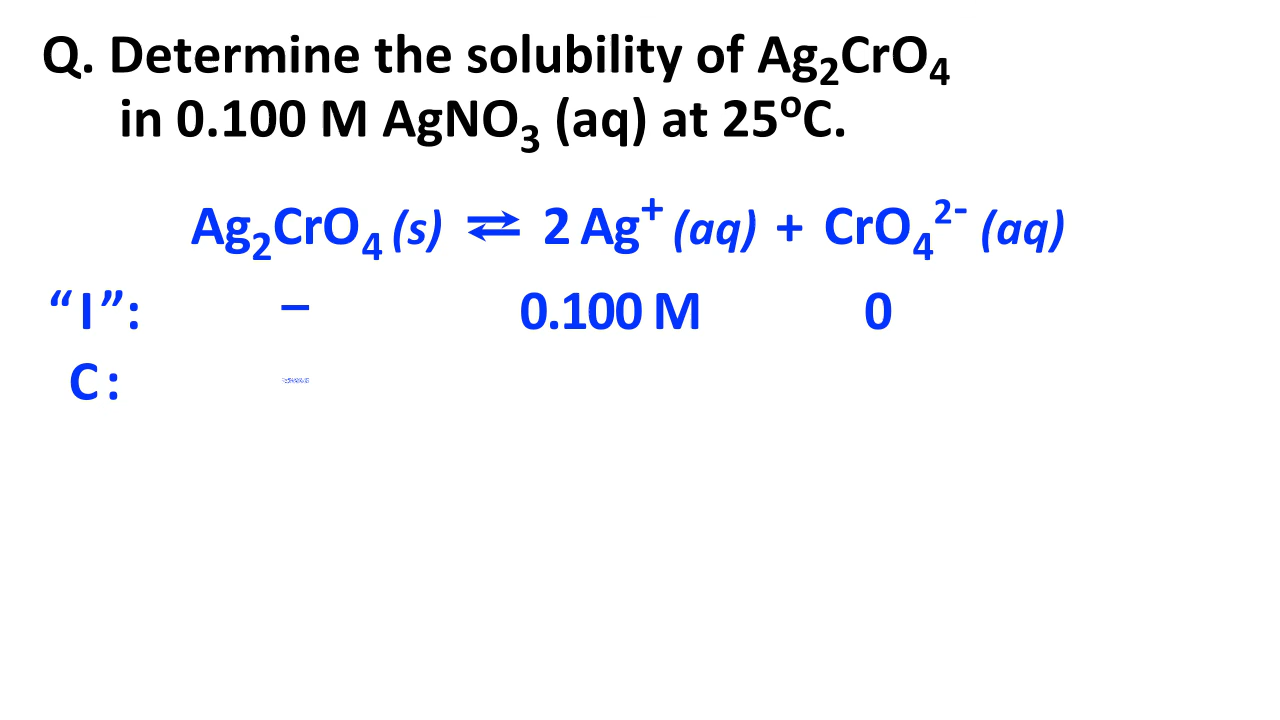 Q. Determine the solubility of Ag₂CrO₄
in 0.100 M AgNO₃ (aq) at 25ºC.
Ag₂CrO₄ (s) ⇌ 2 Ag⁺ (aq) + CrO₄²⁻ (aq)
“I”: – 0.100 M 0
C: